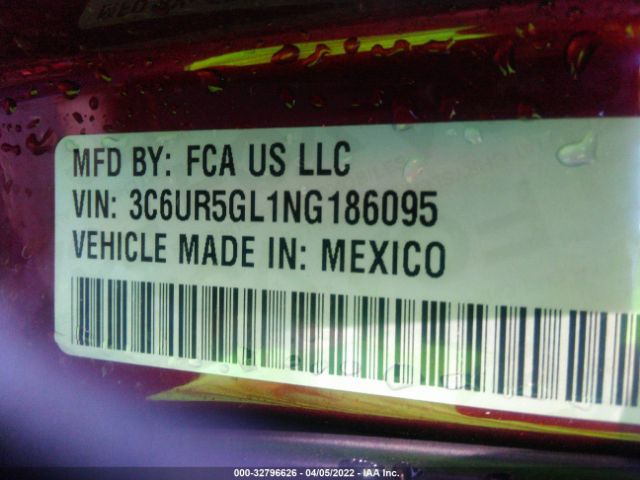 MFD BY: FCA US LLC
VIN: 3C6UR5GL1NG186095
VEHICLE MADE IN: MEXICO
000-32796626 - 04/05/2022 - IAA Inc.